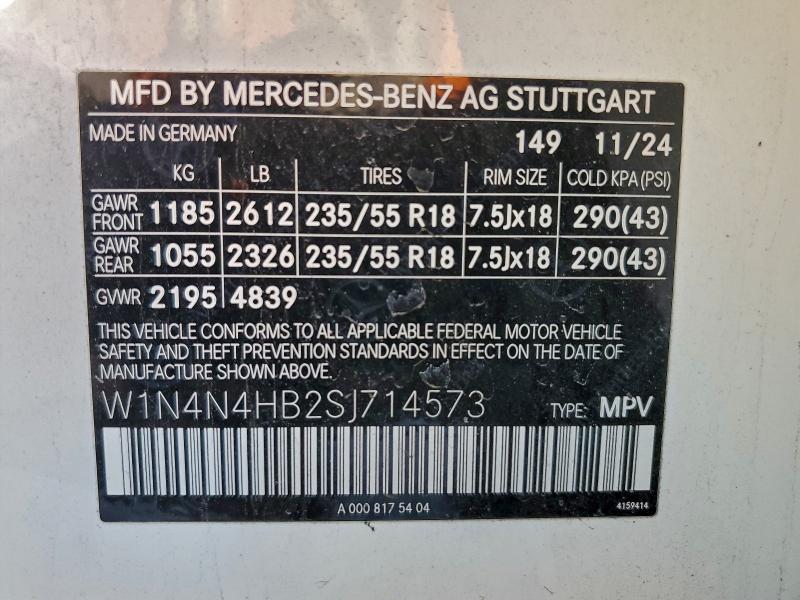 MFD BY MERCEDES-BENZ AG STUTTGART
MADE IN GERMANY 149 11/24
KG LB TIRES RIM SIZE COLD KPA (PSI)
GAWR FRONT 1185 2612 235/55 R18 7.5Jx18 290(43)
GAWR REAR 1055 2326 235/55 R18 7.5Jx18 290(43)
GVWR 2195 4839
THIS VEHICLE CONFORMS TO ALL APPLICABLE FEDERAL MOTOR VEHICLE
SAFETY AND THEFT PREVENTION STANDARDS IN EFFECT ON THE DATE OF
MANUFACTURE SHOWN ABOVE.
W1N4N4HB2SJ714573 TYPE: MPV
A 000 817 54 04 4159414